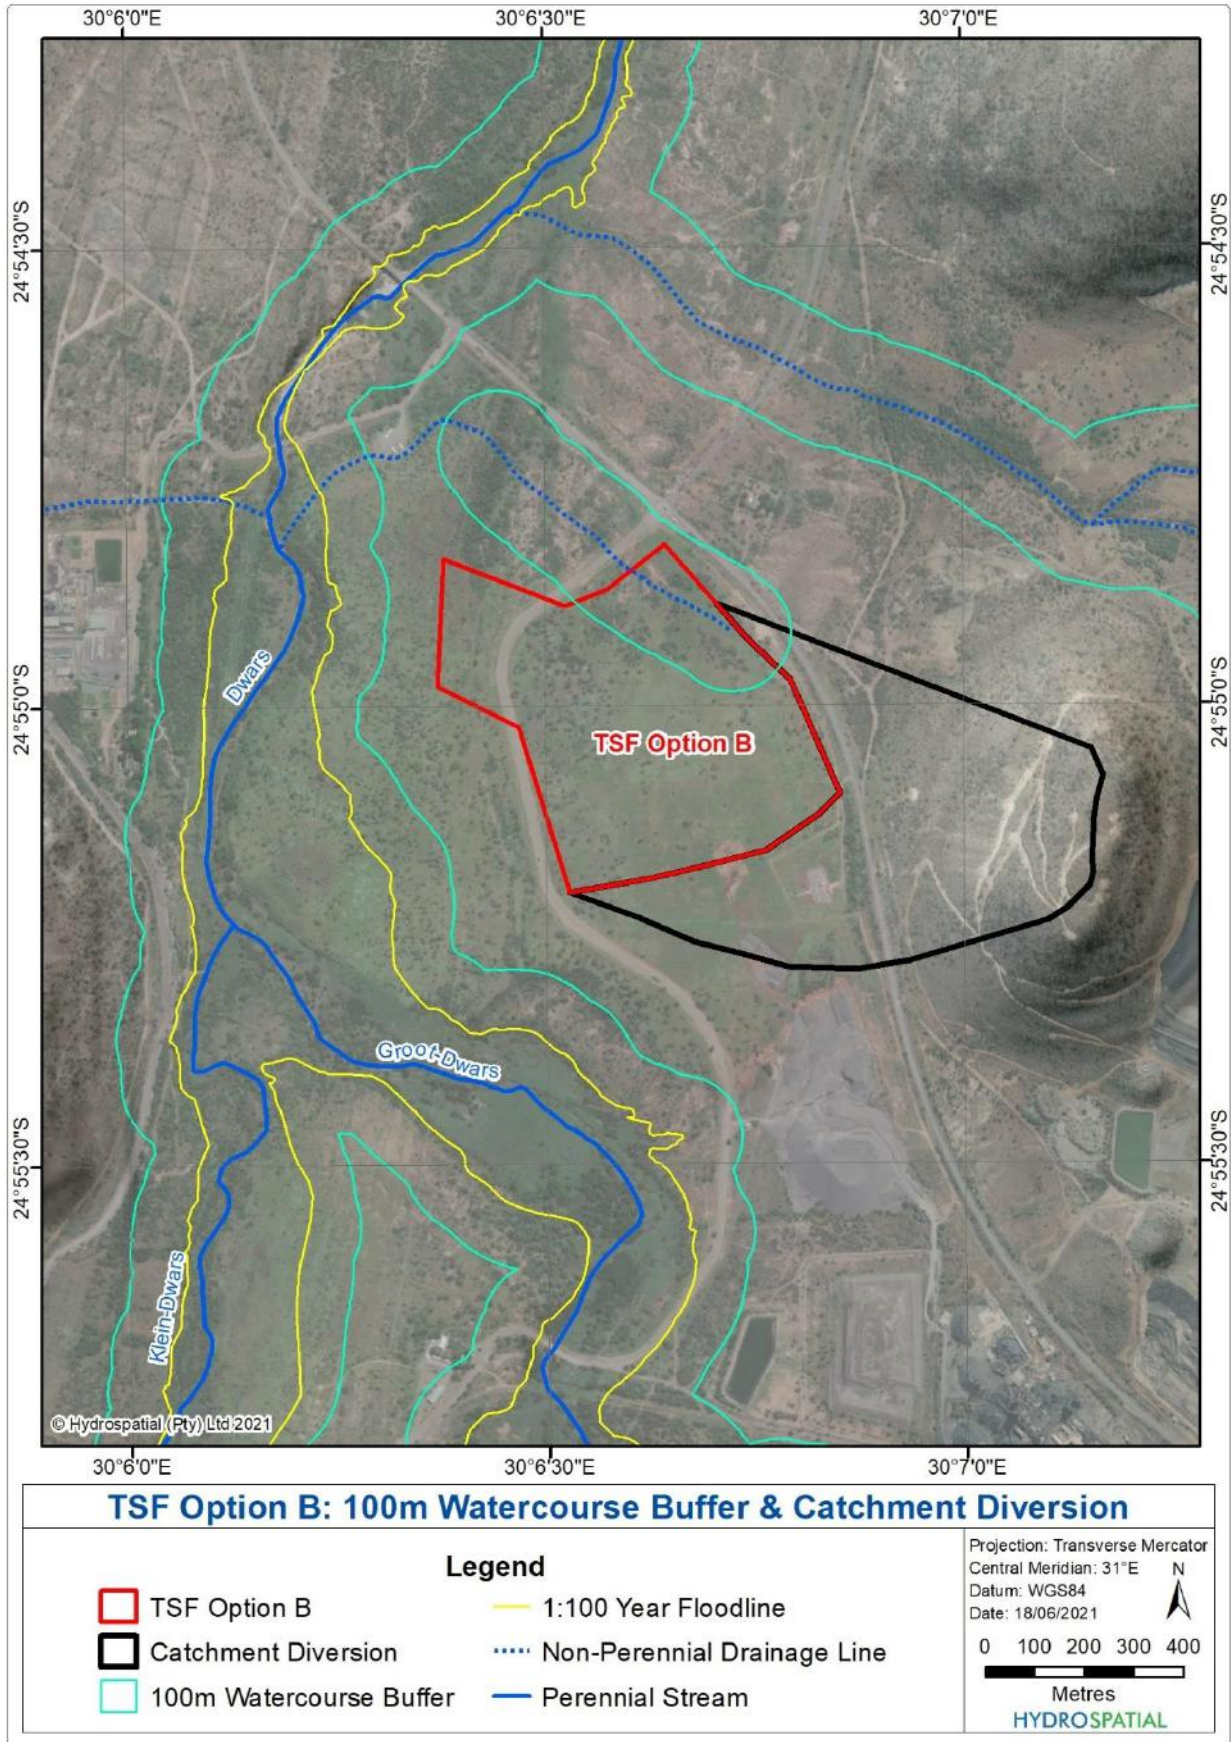 30°6'0"E 30°6'30"E 30°7'0"E
24°54'30"S 24°54'30"S
24°55'0"S 24°55'0"S
Dwars
TSF Option B
Groot-Dwars
24°55'30"S 24°55'30"S
Klein-Dwars
© Hydrospatial (Pty) Ltd 2021
30°6'0"E 30°6'30"E 30°7'0"E
TSF Option B: 100m Watercourse Buffer & Catchment Diversion
Legend
TSF Option B
Catchment Diversion
100m Watercourse Buffer
1:100 Year Floodline
Non-Perennial Drainage Line
Perennial Stream
Projection: Transverse Mercator
Central Meridian: 31°E N
Datum: WGS84
Date: 18/06/2021
0 100 200 300 400
Metres
HYDROSPATIAL